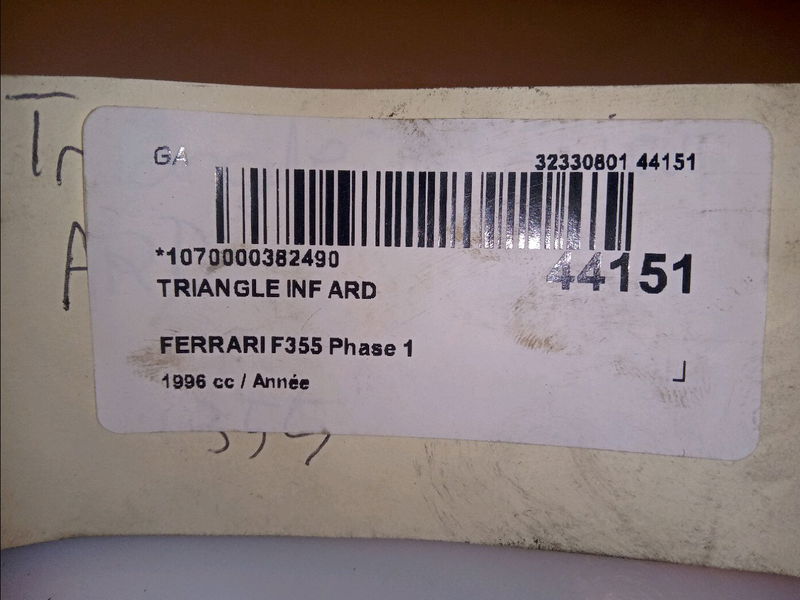 GA
32330801 44151
*1070000382490
44151
TRIANGLE INF ARD
FERRARI F355 Phase 1
1996 cc / Année